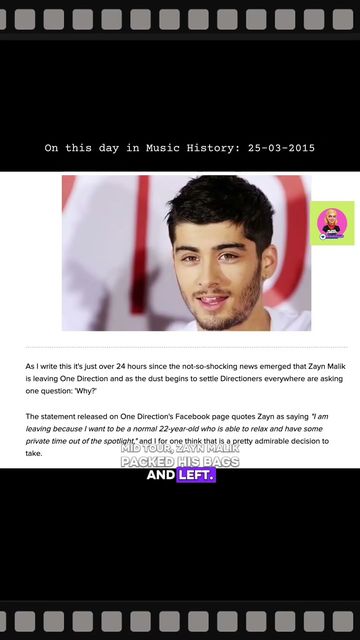 On this day in Music History: 25-03-2015
As I write this it's just over 24 hours since the not-so-shocking news emerged that Zayn Malik
is leaving One Direction and as the dust begins to settle Directioners everywhere are asking
one question: 'Why?'
The statement released on One Direction's Facebook page quotes Zayn as saying "I am
leaving because I want to be a normal 22-year-old who is able to relax and have some
private time out of the spotlight," and I for one think that is a pretty admirable decision to
take.
MID TOUR, ZAYN MALIK
PACKED HIS BAGS
AND LEFT.